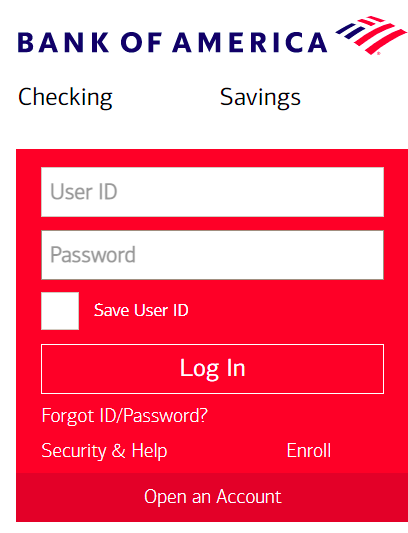 BANK OF AMERICA
Checking Savings
User ID
Password
Save User ID
Log In
Forgot ID/Password?
Security & Help Enroll
Open an Account